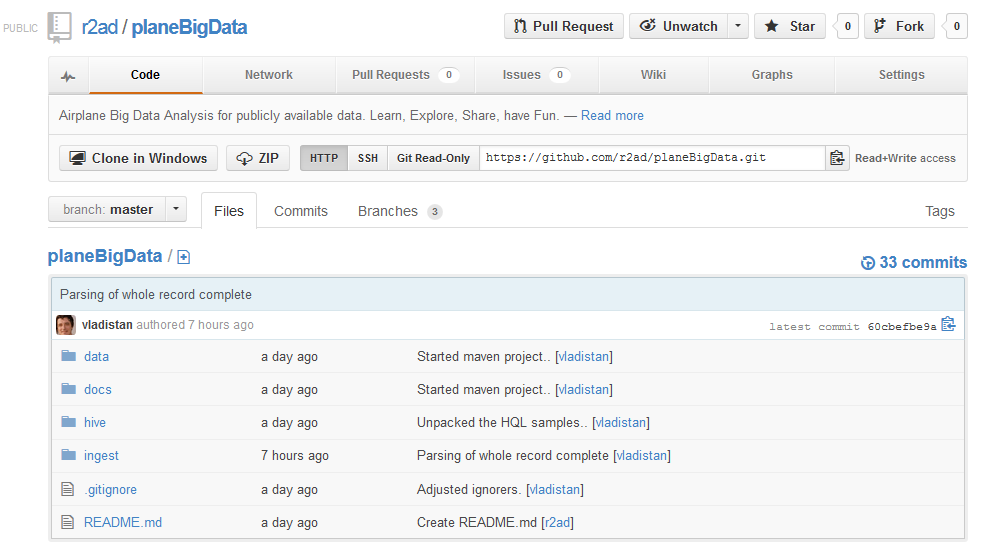 PUBLIC r2ad / planeBigData Pull Request Unwatch Star 0 Fork 0
Code Network Pull Requests 0 Issues 0 Wiki Graphs Settings
Airplane Big Data Analysis for publicly available data. Learn, Explore, Share, have Fun. — Read more
Clone in Windows ZIP HTTP SSH Git Read-Only https://github.com/r2ad/planeBigData.git Read+Write access
branch: master Files Commits Branches 3 Tags
planeBigData /
33 commits
Parsing of whole record complete
vladistan authored 7 hours ago latest commit 60cbefbe9a
data a day ago Started maven project.. [vladistan]
docs a day ago Started maven project.. [vladistan]
hive a day ago Unpacked the HQL samples.. [vladistan]
ingest 7 hours ago Parsing of whole record complete [vladistan]
.gitignore a day ago Adjusted ignorers. [vladistan]
README.md a day ago Create README.md [r2ad]